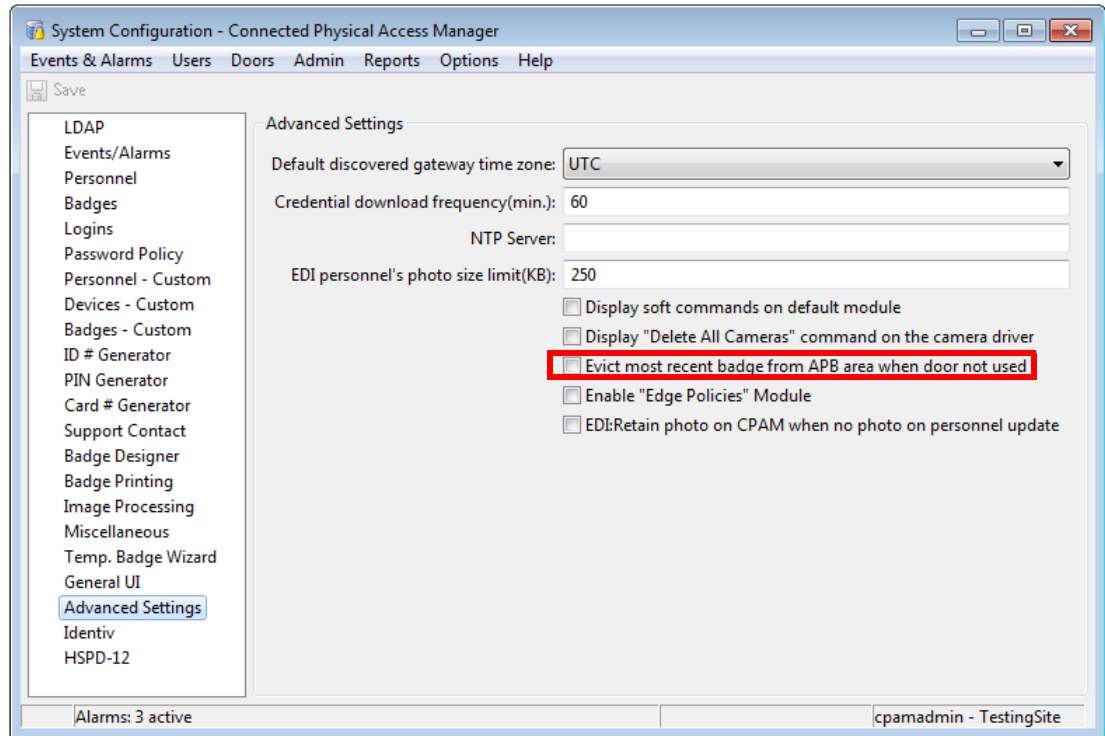 System Configuration - Connected Physical Access Manager
Events & Alarms Users Doors Admin Reports Options Help
Save
LDAP
Events/Alarms
Personnel
Badges
Logins
Password Policy
Personnel - Custom
Devices - Custom
Badges - Custom
ID # Generator
PIN Generator
Card # Generator
Support Contact
Badge Designer
Badge Printing
Image Processing
Miscellaneous
Temp. Badge Wizard
General UI
Advanced Settings
Identiv
HSPD-12
Advanced Settings
Default discovered gateway time zone: UTC
Credential download frequency(min.): 60
NTP Server:
EDI personnel's photo size limit(KB): 250
Display soft commands on default module
Display "Delete All Cameras" command on the camera driver
Evict most recent badge from APB area when door not used
Enable "Edge Policies" Module
EDI:Retain photo on CPAM when no photo on personnel update
Alarms: 3 active
cpamadmin - TestingSite